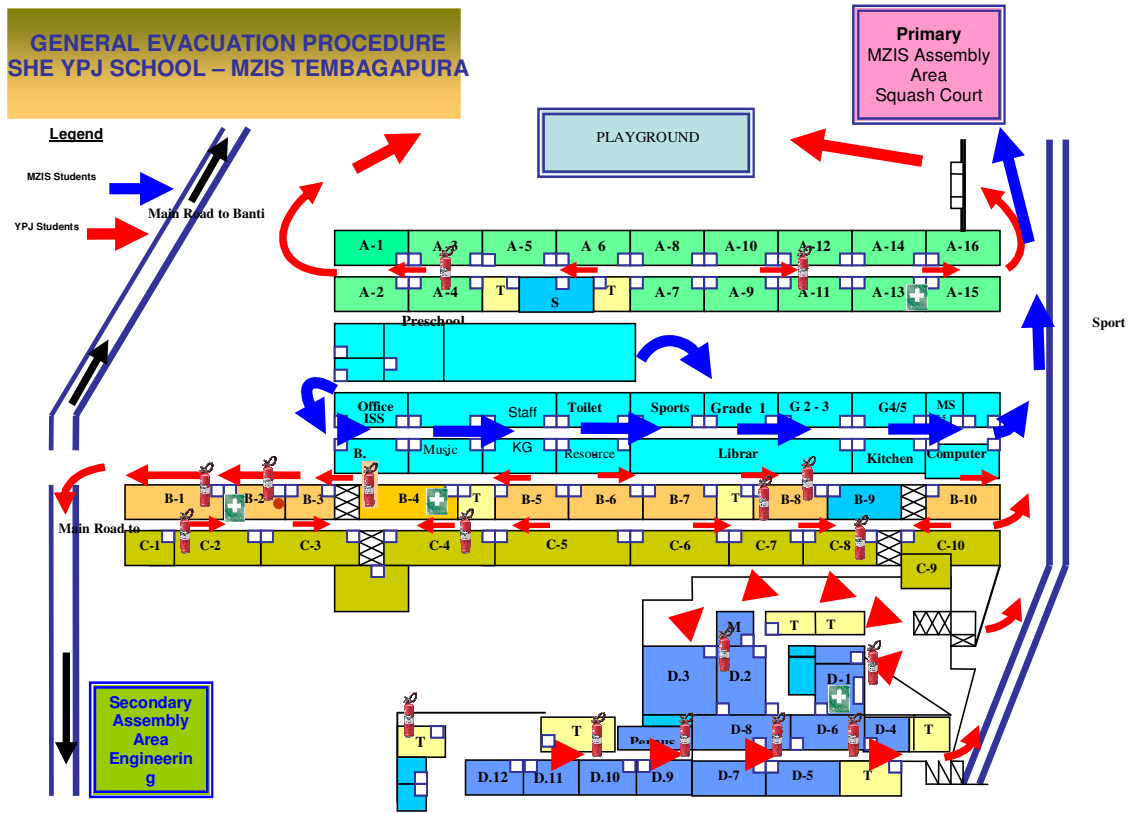 GENERAL EVACUATION PROCEDURE
SHE YPJ SCHOOL – MZIS TEMBAGAPURA
Primary
MZIS Assembly
Area
Squash Court
PLAYGROUND
Legend
MZIS Students
YPJ Students
Main Road to Banti
A-1 A-3 A-5 A 6 A-8 A-10 A-12 A-14 A-16
A-2 A-4 T S T A-7 A-9 A-11 A-13 A-15
Preschool
Sport
Office
ISS
Staff
Toilet
Sports
Grade 1
G 2 - 3
G4/5
MS
B.
Music
KG
Resource
Librar
Kitchen
Computer
B-1 B-2 B-3 B-4 T B-5 B-6 B-7 T B-8 B-9 B-10
Main Road to
C-1 C-2 C-3 C-4 C-5 C-6 C-7 C-8 C-10
C-9
M
T T
D.3 D.2 D-1
T
T
D-8 D-6 D-4 T
D.12 D.11 D.10 D.9 D-7 D-5 T
Secondary
Assembly
Area
Engineerin
g